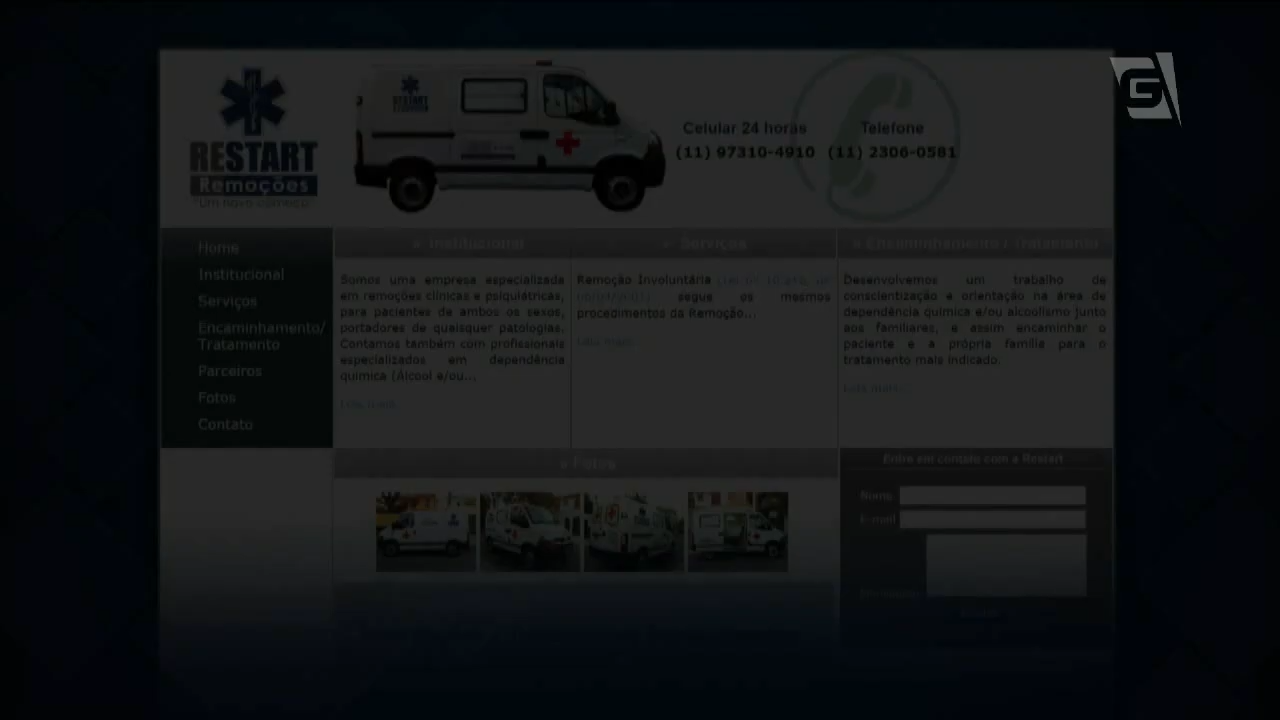 RESTART
Remoções
"Um novo começo"
RESTART
Celular 24 horas
(11) 97310-4910
Telefone
(11) 2306-0581
G
Home
Institucional
Serviços
Encaminhamento/
Tratamento
Parceiros
Fotos
Contato
» Institucional
Somos uma empresa especializada
em remoções clínicas e psiquiátricas,
para pacientes de ambos os sexos,
portadores de quaisquer patologias.
Contamos também com profissionais
especializados em dependência
química (Álcool e/ou...
Leia mais...
» Serviços
Remoção Involuntária
segue os mesmos
procedimentos da Remoção...
Leia mais...
» Encaminhamento / Tratamento
Desenvolvemos um trabalho de
conscientização e orientação na área de
dependência química e/ou alcoolismo junto
aos familiares, e assim encaminhar o
paciente e a própria família para o
tratamento mais indicado.
Leia mais...
» Fotos
Entre em contato com a Restart
Nome
E-mail